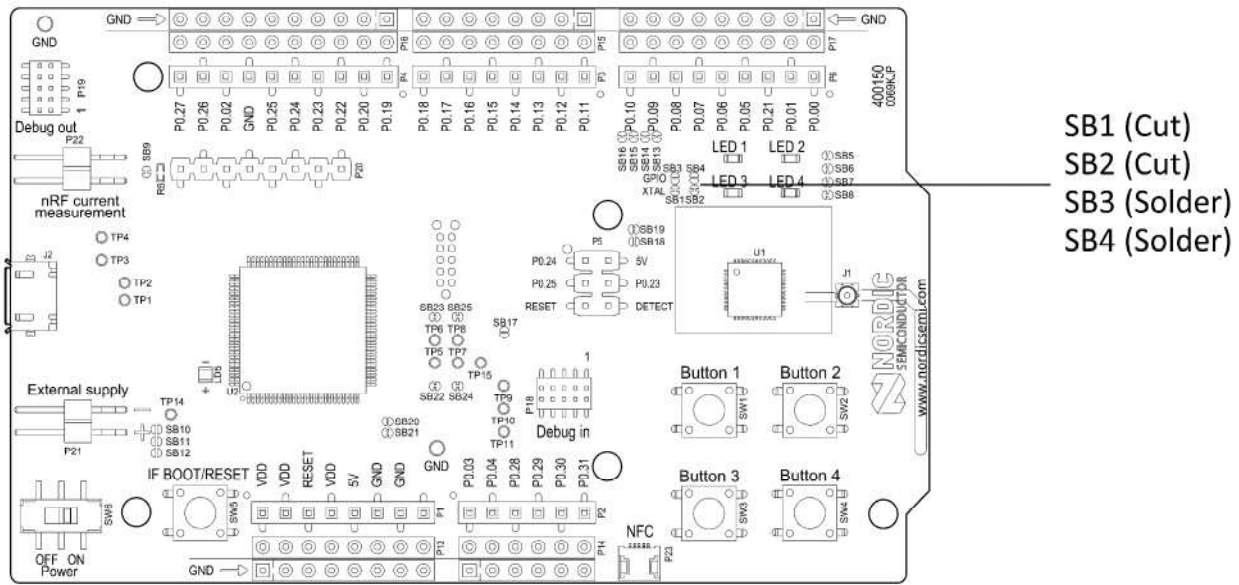 GND
GND
P16
P15
P17
GND
P19
1
Debug out
P4
P3
P6
400150
0069KJP
P0.27
P0.26
P0.02
GND
P0.25
P0.24
P0.23
P0.22
P0.20
P0.19
P0.18
P0.17
P0.16
P0.15
P0.14
P0.13
P0.12
P0.11
P0.10
P0.09
P0.08
P0.07
P0.06
P0.05
P0.21
P0.01
P0.00
SB1 (Cut)
SB2 (Cut)
SB3 (Solder)
SB4 (Solder)
P22
SB9
R6
P20
nRF current
measurement
SB16
SB15
SB14
SB13
LED 1
LED 2
SB3 SB4
GPIO
XTAL
SB1SB2
LED 3
LED 4
SB5
SB6
SB7
SB8
TP4
TP3
TP2
TP1
J2
SB19
SB18
P5
P0.24
5V
P0.25
P0.23
RESET
DETECT
U1
J1
NORDIC
SEMICONDUCTOR
www.nordicsemi.com
SB23 SB25
TP6 TP8
TP5 TP7
SB22 SB24
SB17
TP15
TP9
TP10
TP11
LD5
U2
1
P18
Debug in
Button 1
Button 2
SW1
SW2
External supply
P21
TP14
SB10
SB11
SB12
SB20
SB21
GND
Button 3
Button 4
SW3
SW4
IF BOOT/RESET
SW5
VDD
VDD
RESET
VDD
5V
GND
GND
P0.03
P0.04
P0.28
P0.29
P0.30
P0.31
P1
P2
P12
P14
SW6
OFF ON
Power
GND
NFC
P23